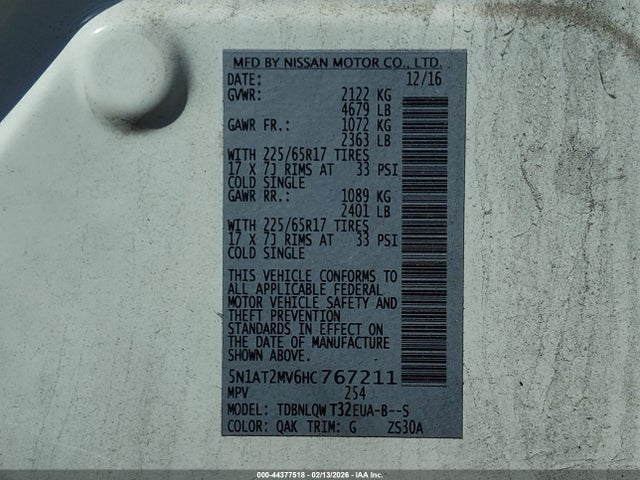 MFD BY NISSAN MOTOR CO., LTD.
DATE: 12/16
GVWR: 2122 KG
4679 LB
GAWR FR.: 1072 KG
2363 LB
WITH 225/65R17 TIRES
17 X 7J RIMS AT 33 PSI
COLD SINGLE
GAWR RR.: 1089 KG
2401 LB
WITH 225/65R17 TIRES
17 X 7J RIMS AT 33 PSI
COLD SINGLE
THIS VEHICLE CONFORMS TO
ALL APPLICABLE FEDERAL
MOTOR VEHICLE SAFETY AND
THEFT PREVENTION
STANDARDS IN EFFECT ON
THE DATE OF MANUFACTURE
SHOWN ABOVE.
5N1AT2MV6HC767211
MPV 254
MODEL: TDBNLQW T32EUA-B--S
COLOR: QAK TRIM: G ZS30A
000-44377518 - 02/13/2026 - IAA Inc.